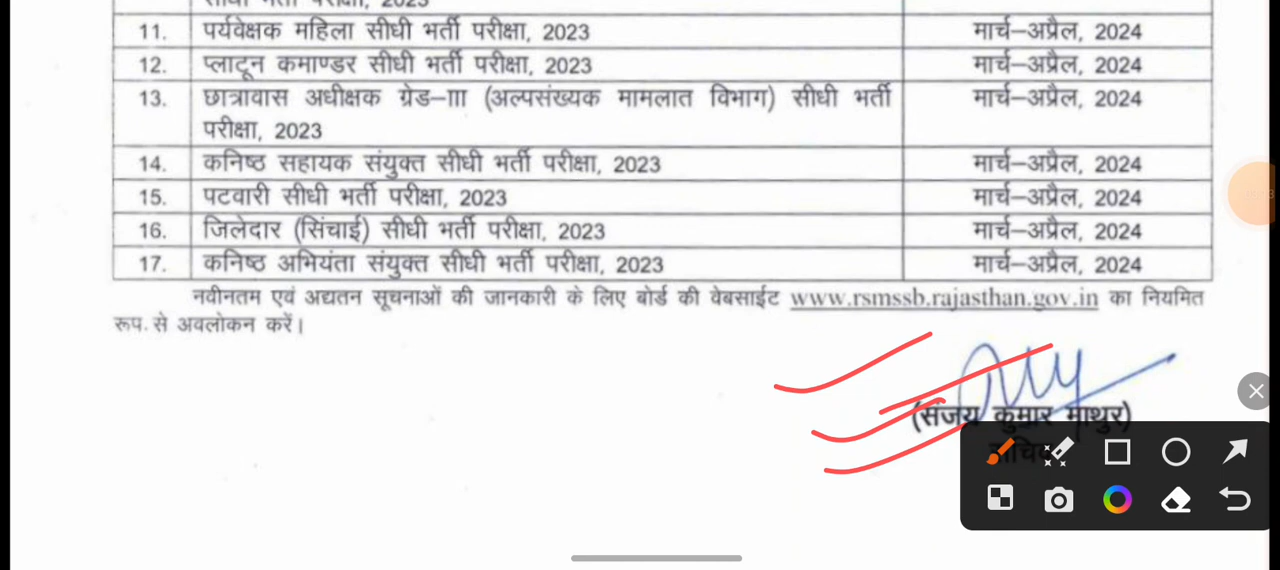 सीधी भर्ती परीक्षा, 2023
11. पर्यवेक्षक महिला सीधी भर्ती परीक्षा, 2023 मार्च–अप्रैल, 2024
12. प्लाटून कमाण्डर सीधी भर्ती परीक्षा, 2023 मार्च–अप्रैल, 2024
13. छात्रावास अधीक्षक ग्रेड–III (अल्पसंख्यक मामलात विभाग) सीधी भर्ती मार्च–अप्रैल, 2024
परीक्षा, 2023
14. कनिष्ठ सहायक संयुक्त सीधी भर्ती परीक्षा, 2023 मार्च–अप्रैल, 2024
15. पटवारी सीधी भर्ती परीक्षा, 2023 मार्च–अप्रैल, 2024
16. जिलेदार (सिंचाई) सीधी भर्ती परीक्षा, 2023 मार्च–अप्रैल, 2024
17. कनिष्ठ अभियंता संयुक्त सीधी भर्ती परीक्षा, 2023 मार्च–अप्रैल, 2024
नवीनतम एवं अद्यतन सूचनाओं की जानकारी के लिए बोर्ड की वेबसाईट www.rsmssb.rajasthan.gov.in का नियमित
रूप से अवलोकन करें।
(संजय कुमार माथुर)
सचिव